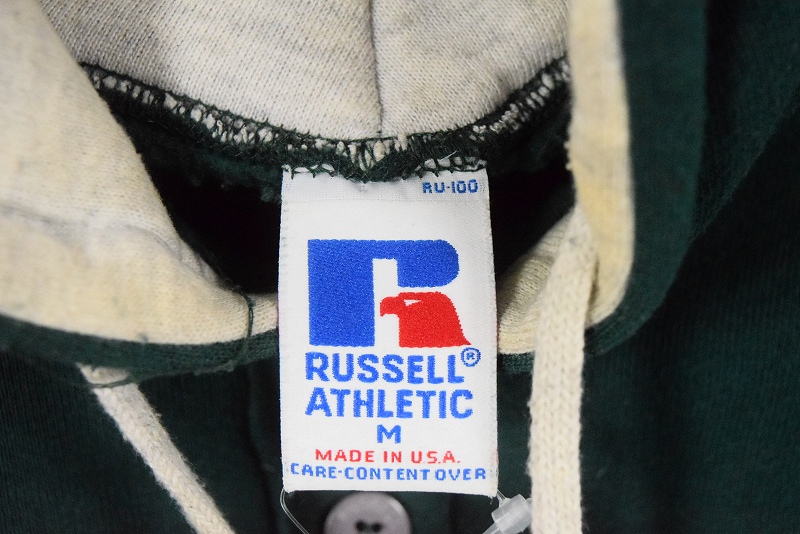 RU-100
R
RUSSELL®
ATHLETIC
M
MADE IN U.S.A.
CARE-CONTENT OVER